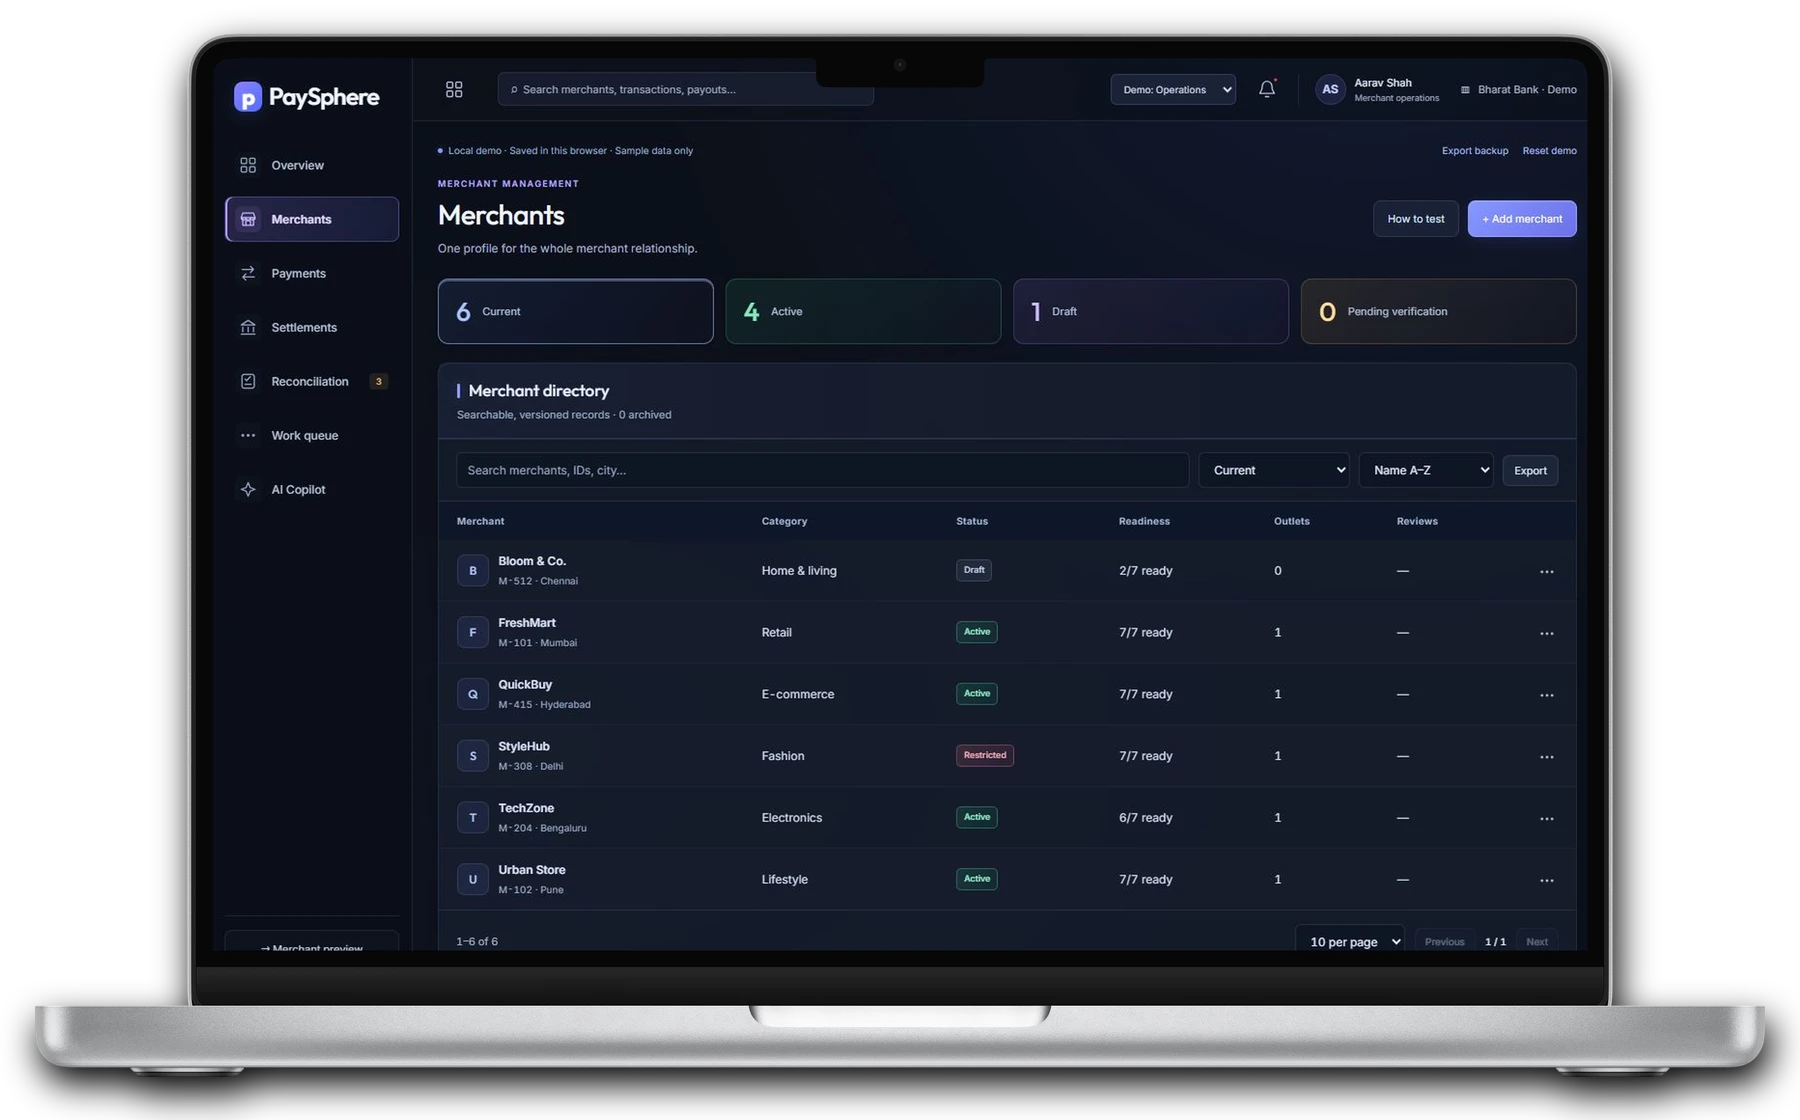 p PaySphere
Search merchants, transactions, payouts...
Demo: Operations
AS
Aarav Shah
Merchant operations
Bharat Bank · Demo
Overview
Merchants
Payments
Settlements
Reconciliation 3
Work queue
AI Copilot
→ Merchant preview
Local demo · Saved in this browser · Sample data only
Export backup Reset demo
MERCHANT MANAGEMENT
Merchants
One profile for the whole merchant relationship.
How to test + Add merchant
6 Current
4 Active
1 Draft
0 Pending verification
Merchant directory
Searchable, versioned records · 0 archived
Search merchants, IDs, city... Current Name A–Z Export
Merchant Category Status Readiness Outlets Reviews
B Bloom & Co. Home & living Draft 2/7 ready 0 —
M-512 · Chennai
F FreshMart Retail Active 7/7 ready 1 —
M-101 · Mumbai
Q QuickBuy E-commerce Active 7/7 ready 1 —
M-415 · Hyderabad
S StyleHub Fashion Restricted 7/7 ready 1 —
M-308 · Delhi
T TechZone Electronics Active 6/7 ready 1 —
M-204 · Bengaluru
U Urban Store Lifestyle Active 7/7 ready 1 —
M-102 · Pune
1–6 of 6 10 per page Previous 1 / 1 Next